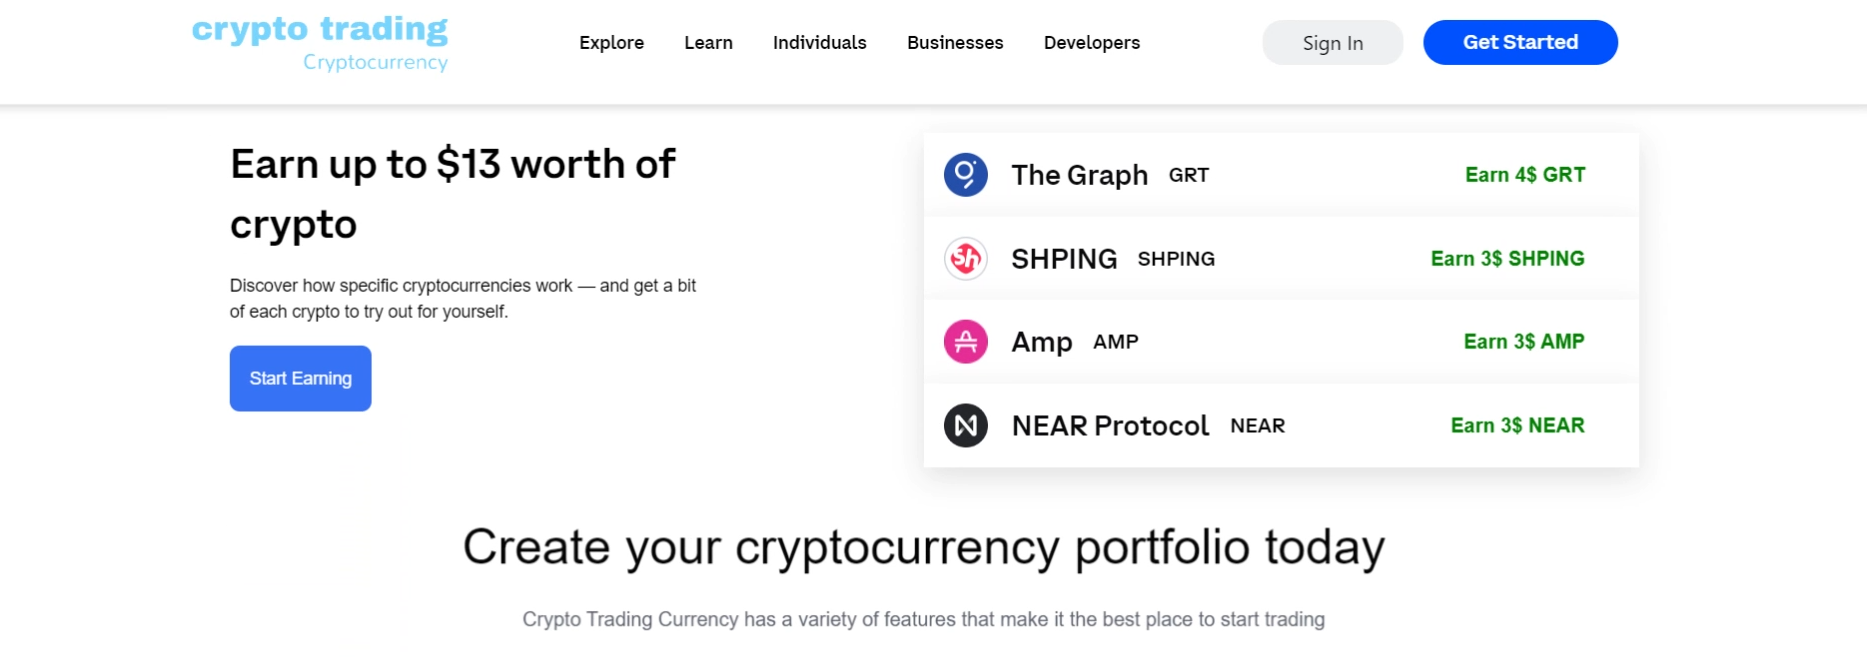 crypto trading
Cryptocurrency
Explore Learn Individuals Businesses Developers Sign In Get Started
Earn up to $13 worth of
crypto
Discover how specific cryptocurrencies work — and get a bit
of each crypto to try out for yourself.
Start Earning
The Graph GRT Earn 4$ GRT
Sh SHPING SHPING Earn 3$ SHPING
Amp AMP Earn 3$ AMP
NEAR Protocol NEAR Earn 3$ NEAR
Create your cryptocurrency portfolio today
Crypto Trading Currency has a variety of features that make it the best place to start trading